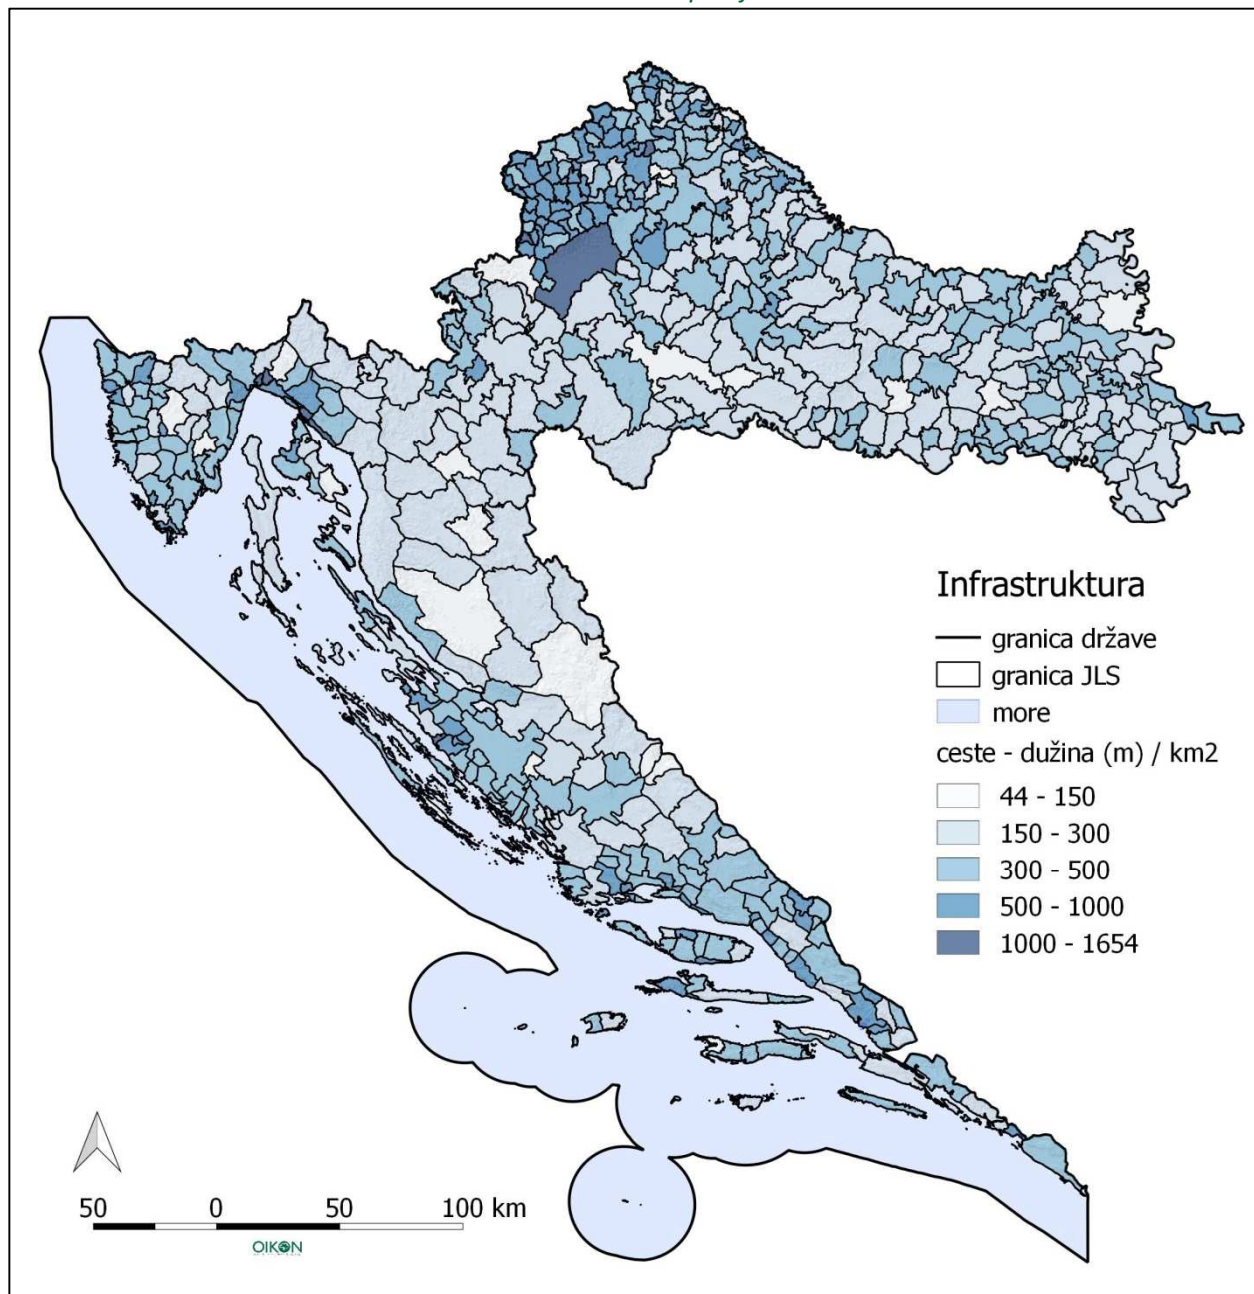 Infrastruktura
granica države
granica JLS
more
ceste - dužina (m) / km2
44 - 150
150 - 300
300 - 500
500 - 1000
1000 - 1654
50 0 50 100 km
OIKON